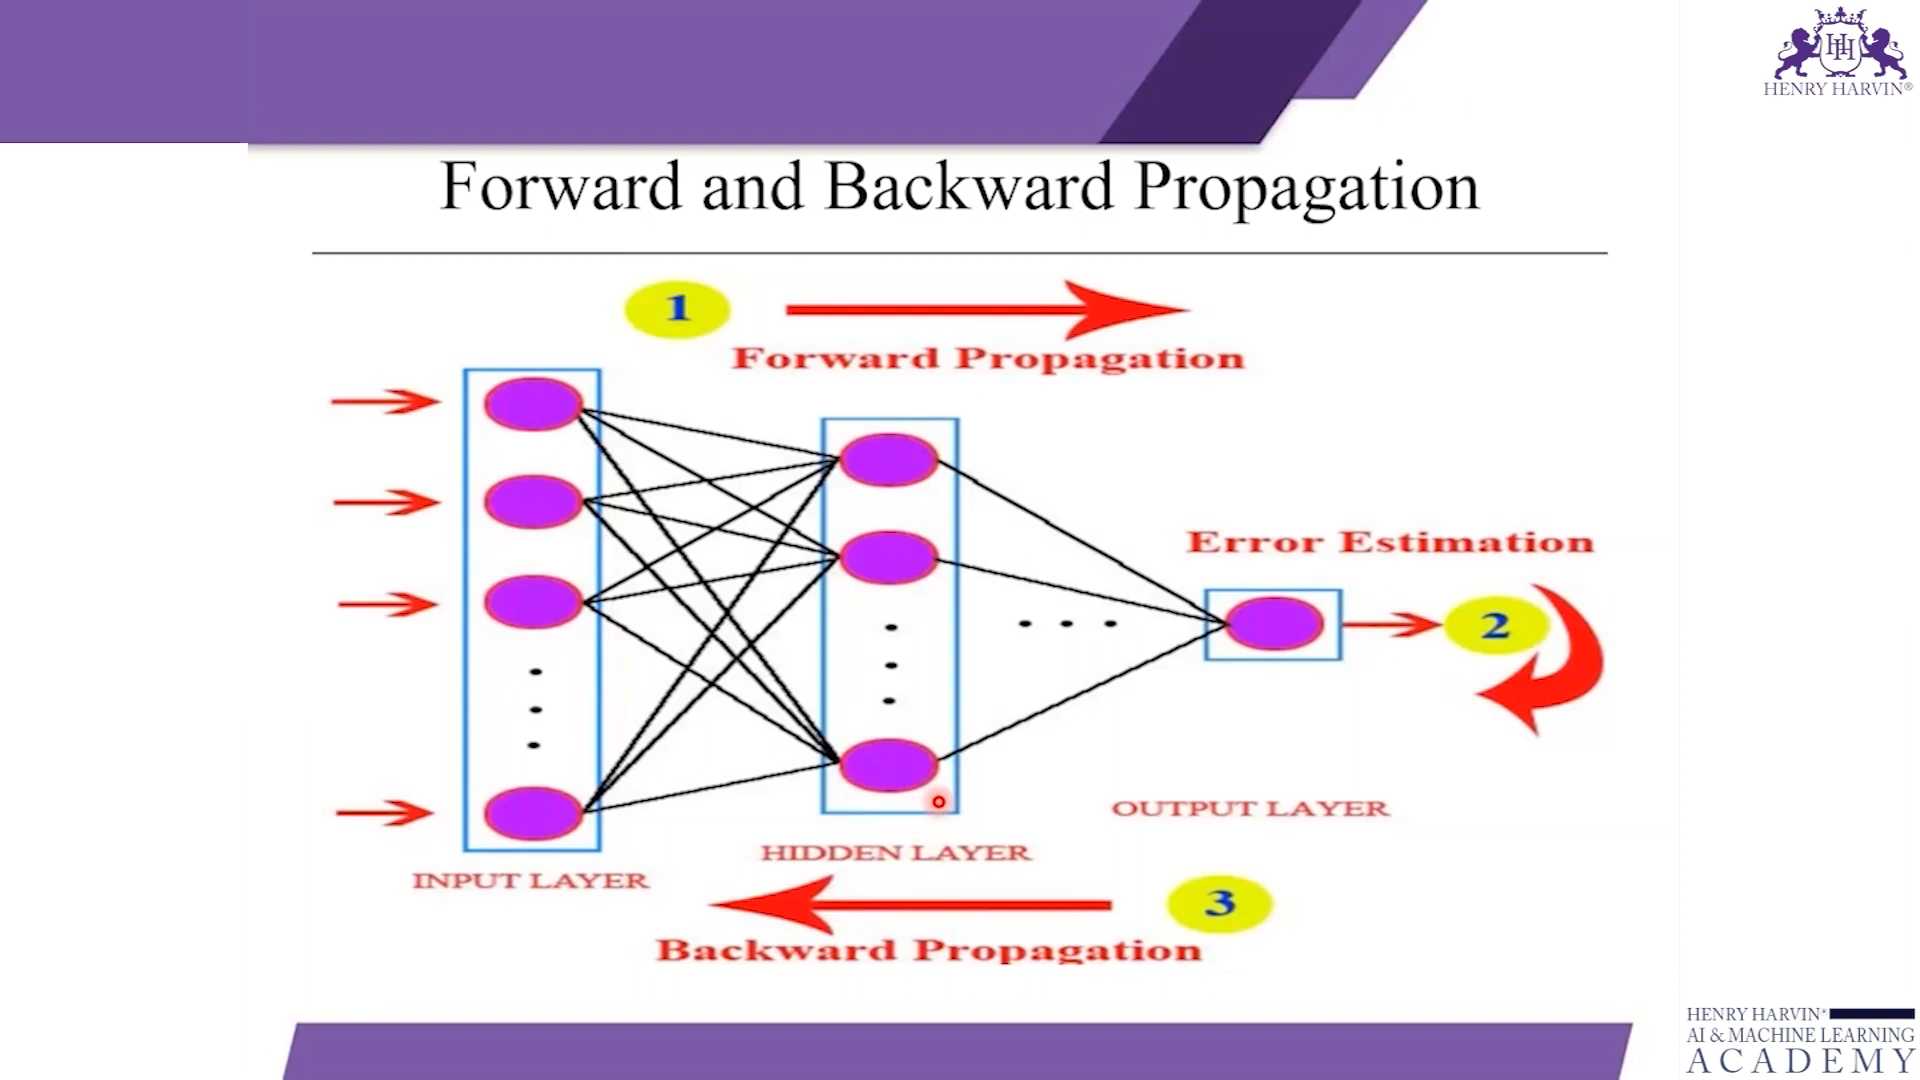 HENRY HARVIN®
Forward and Backward Propagation
1
Forward Propagation
Error Estimation
2
OUTPUT LAYER
HIDDEN LAYER
INPUT LAYER
3
Backward Propagation
HENRY HARVIN®
AI & MACHINE LEARNING
ACADEMY